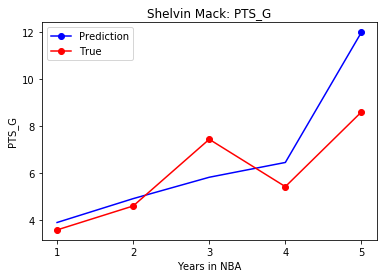 Shelvin Mack: PTS_G
Prediction
True
12
10
8
6
4
PTS_G
1 2 3 4 5
Years in NBA